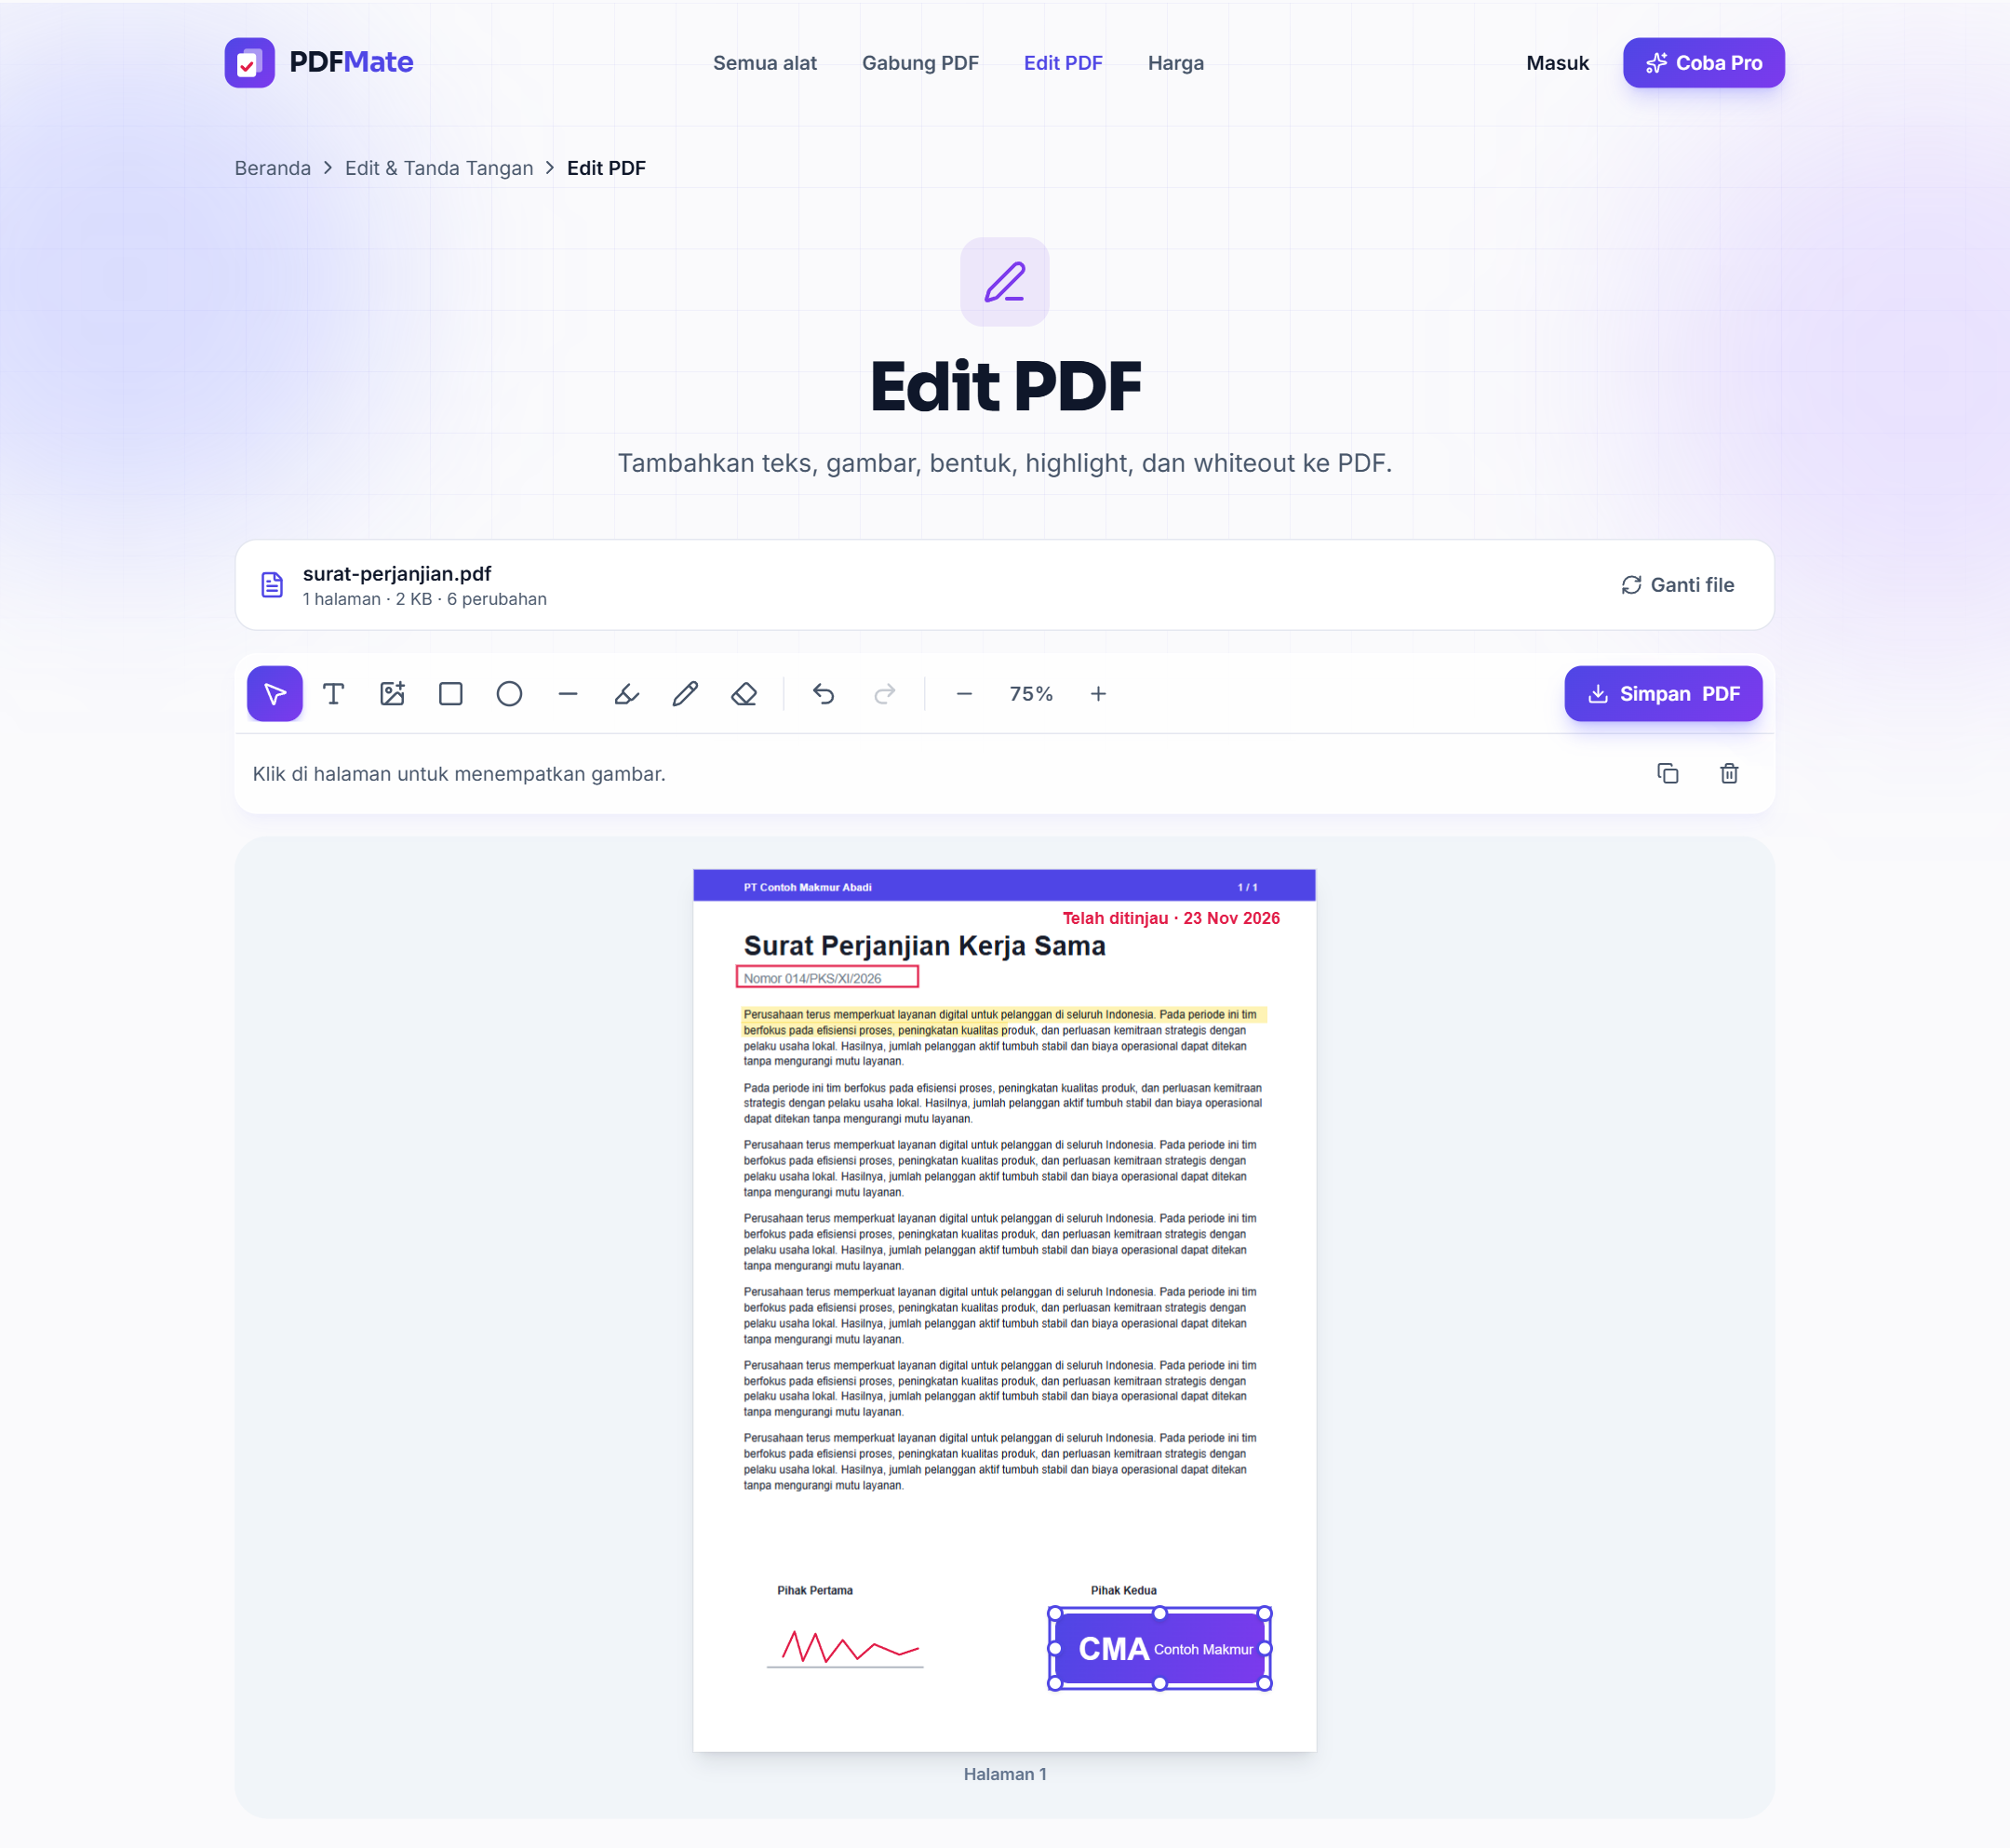 PDFMate
Semua alat
Gabung PDF
Edit PDF
Harga
Masuk
Coba Pro
Beranda > Edit & Tanda Tangan > Edit PDF
Edit PDF
Tambahkan teks, gambar, bentuk, highlight, dan whiteout ke PDF.
surat-perjanjian.pdf
1 halaman · 2 KB · 6 perubahan
Ganti file
75%
Simpan PDF
Klik di halaman untuk menempatkan gambar.
PT Contoh Makmur Abadi
1 / 1
Telah ditinjau · 23 Nov 2026
Surat Perjanjian Kerja Sama
Nomor 014/PKS/XI/2026
Perusahaan terus memperkuat layanan digital untuk pelanggan di seluruh Indonesia. Pada periode ini tim
berfokus pada efisiensi proses, peningkatan kualitas produk, dan perluasan kemitraan strategis dengan
pelaku usaha lokal. Hasilnya, jumlah pelanggan aktif tumbuh stabil dan biaya operasional dapat ditekan
tanpa mengurangi mutu layanan.
Pada periode ini tim berfokus pada efisiensi proses, peningkatan kualitas produk, dan perluasan kemitraan
strategis dengan pelaku usaha lokal. Hasilnya, jumlah pelanggan aktif tumbuh stabil dan biaya operasional
dapat ditekan tanpa mengurangi mutu layanan.
Perusahaan terus memperkuat layanan digital untuk pelanggan di seluruh Indonesia. Pada periode ini tim
berfokus pada efisiensi proses, peningkatan kualitas produk, dan perluasan kemitraan strategis dengan
pelaku usaha lokal. Hasilnya, jumlah pelanggan aktif tumbuh stabil dan biaya operasional dapat ditekan
tanpa mengurangi mutu layanan.
Perusahaan terus memperkuat layanan digital untuk pelanggan di seluruh Indonesia. Pada periode ini tim
berfokus pada efisiensi proses, peningkatan kualitas produk, dan perluasan kemitraan strategis dengan
pelaku usaha lokal. Hasilnya, jumlah pelanggan aktif tumbuh stabil dan biaya operasional dapat ditekan
tanpa mengurangi mutu layanan.
Perusahaan terus memperkuat layanan digital untuk pelanggan di seluruh Indonesia. Pada periode ini tim
berfokus pada efisiensi proses, peningkatan kualitas produk, dan perluasan kemitraan strategis dengan
pelaku usaha lokal. Hasilnya, jumlah pelanggan aktif tumbuh stabil dan biaya operasional dapat ditekan
tanpa mengurangi mutu layanan.
Perusahaan terus memperkuat layanan digital untuk pelanggan di seluruh Indonesia. Pada periode ini tim
berfokus pada efisiensi proses, peningkatan kualitas produk, dan perluasan kemitraan strategis dengan
pelaku usaha lokal. Hasilnya, jumlah pelanggan aktif tumbuh stabil dan biaya operasional dapat ditekan
tanpa mengurangi mutu layanan.
Perusahaan terus memperkuat layanan digital untuk pelanggan di seluruh Indonesia. Pada periode ini tim
berfokus pada efisiensi proses, peningkatan kualitas produk, dan perluasan kemitraan strategis dengan
pelaku usaha lokal. Hasilnya, jumlah pelanggan aktif tumbuh stabil dan biaya operasional dapat ditekan
tanpa mengurangi mutu layanan.
Pihak Pertama
Pihak Kedua
CMA Contoh Makmur
Halaman 1